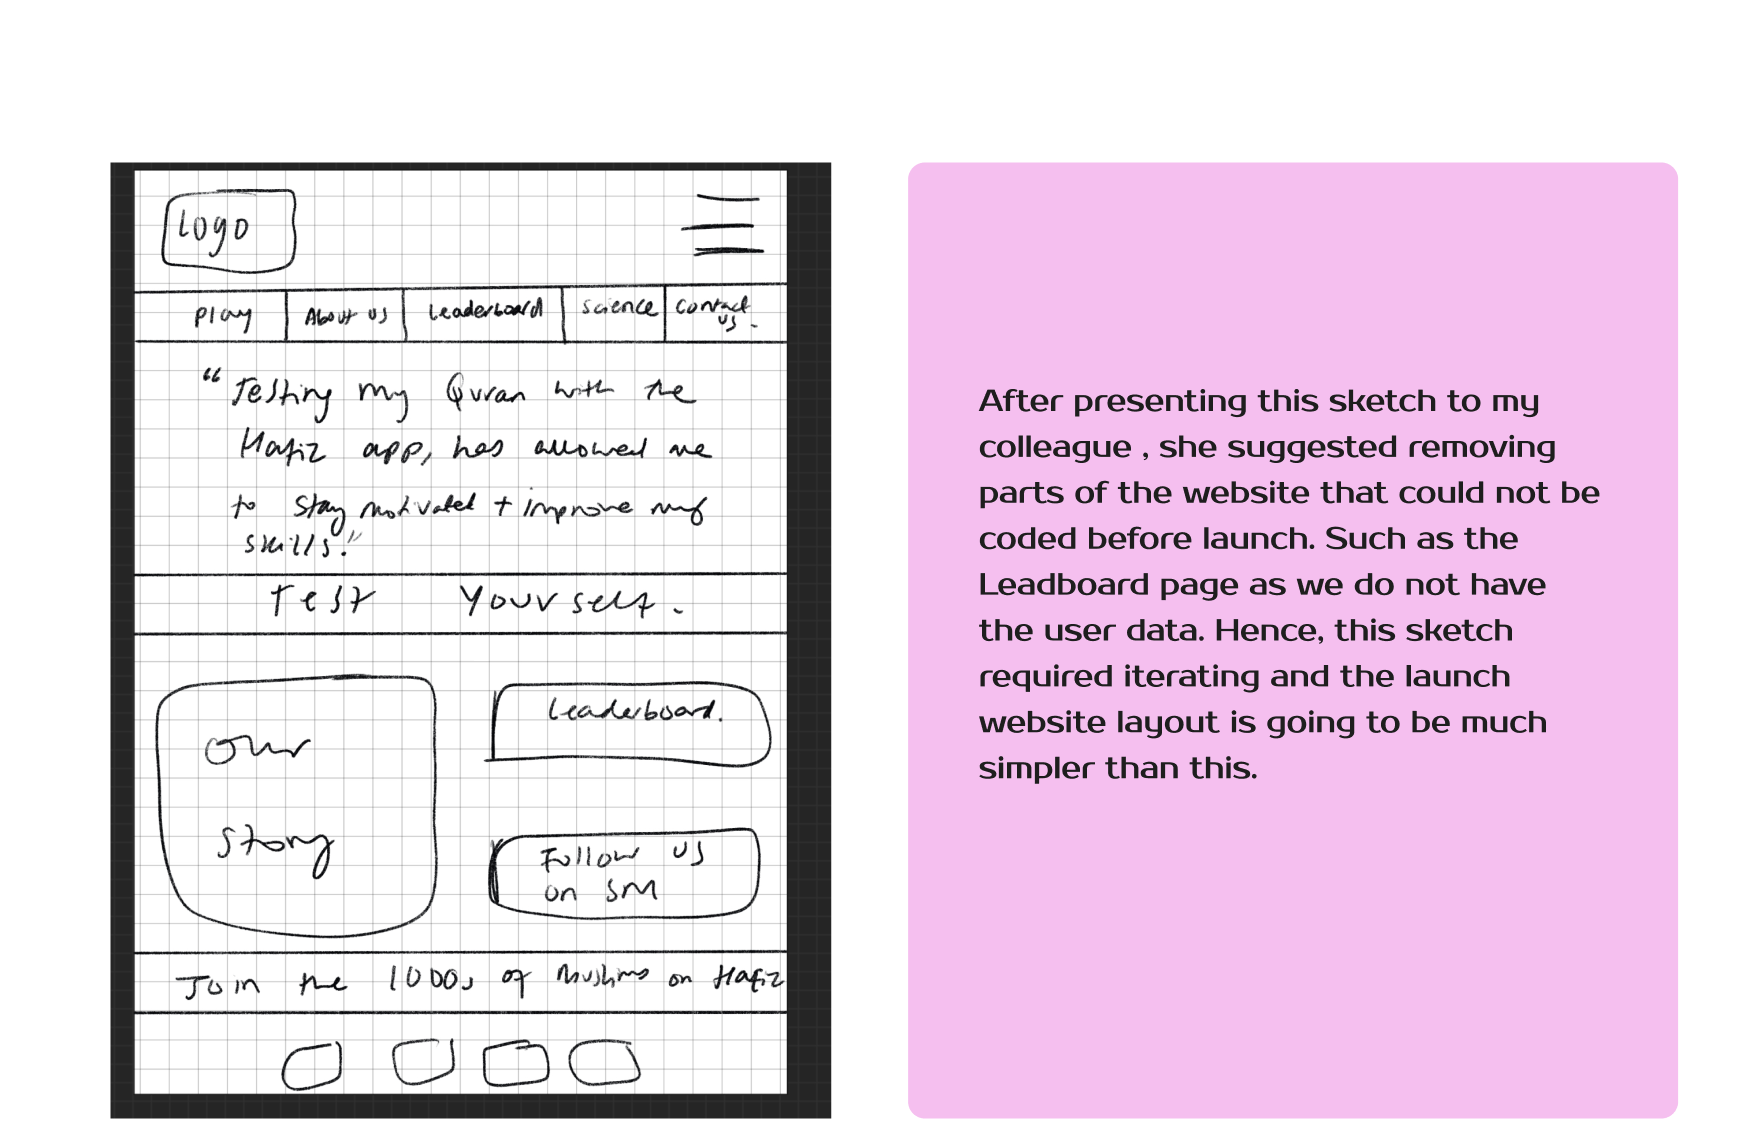 Logo
Play
About us
Leaderboard
Science
Contact
us.
“Testing my Quran with the
Hafiz app, has allowed me
to stay motivated + improve my
skills.”
Test Yourself.
Our
Story
Leaderboard.
Follow us
on SM
Join the 1000s of Muslims on Hafiz
After presenting this sketch to my
colleague , she suggested removing
parts of the website that could not be
coded before launch. Such as the
Leadboard page as we do not have
the user data. Hence, this sketch
required iterating and the launch
website layout is going to be much
simpler than this.